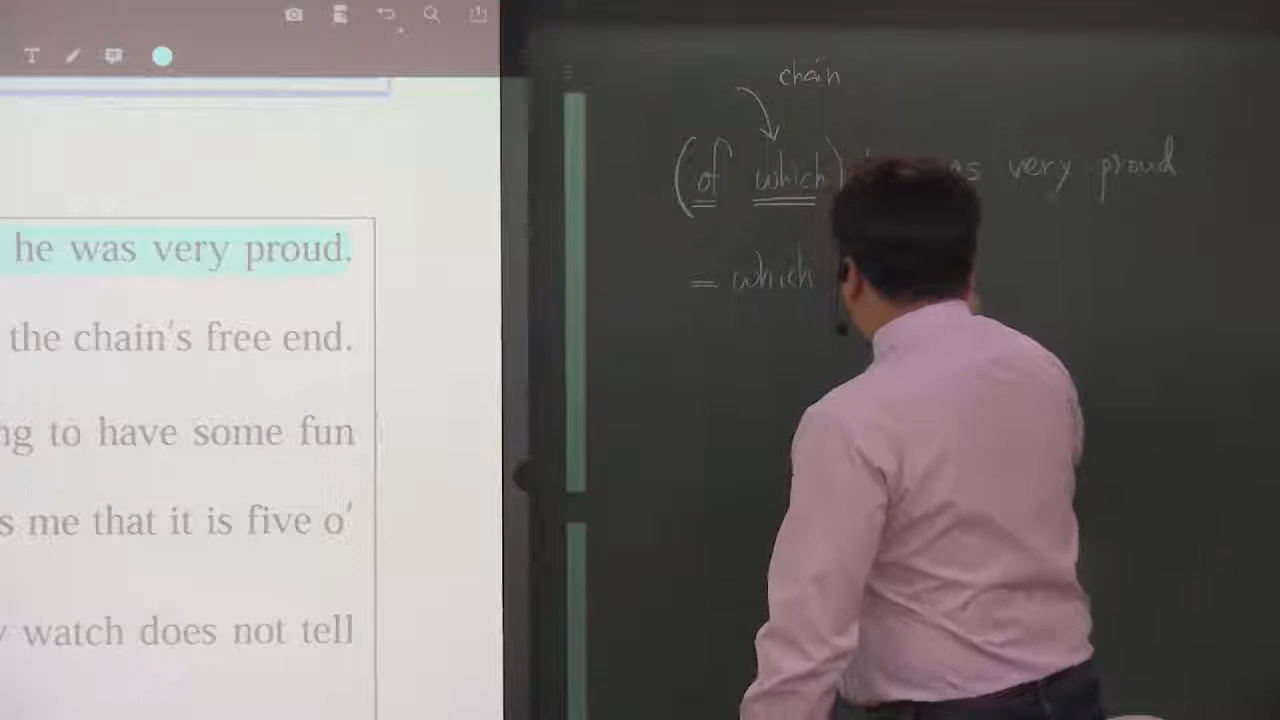 he was very proud.
the chain's free end.
ng to have some fun
s me that it is five o'
watch does not tell
chain
(of which) as very proud
= which